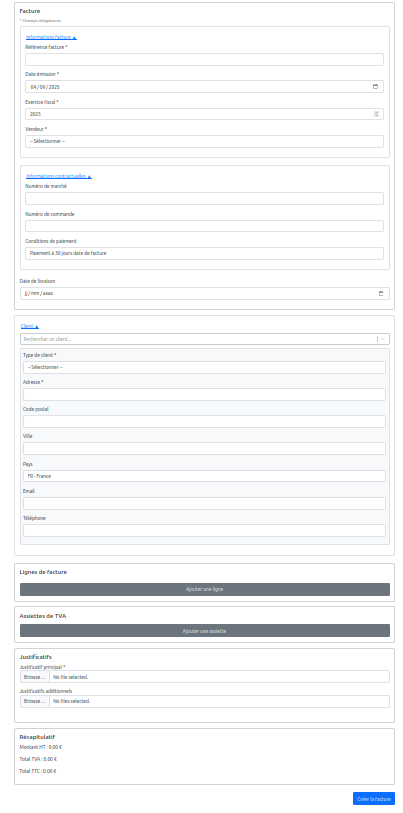 Facture
* Champs obligatoires
Informations facture ▲
Référence facture *
Date émission *
04 / 09 / 2025
Exercice fiscal *
2025
Vendeur *
-- Sélectionner --
Informations contractuelles ▲
Numéro de marché
Numéro de commande
Conditions de paiement
Paiement à 30 jours date de facture
Date de livraison
jj / mm / aaaa
Client ▲
Rechercher un client...
Type de client *
-- Sélectionner --
Adresse *
Code postal
Ville
Pays
FR - France
Email
Téléphone
Lignes de facture
Ajouter une ligne
Assiettes de TVA
Ajouter une assiette
Justificatifs
Justificatif principal *
Browse... No file selected.
Justificatifs additionnels
Browse... No files selected.
Récapitulatif
Montant HT : 0.00 €
Total TVA : 0.00 €
Total TTC : 0.00 €
Créer la facture